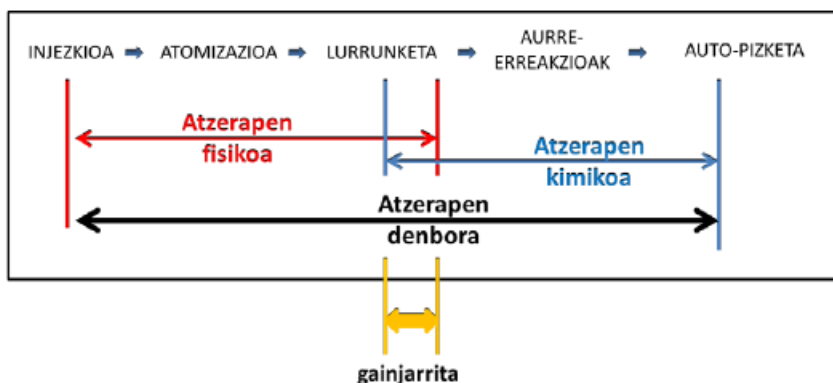 INJEZKIOA ATOMIZAZIOA LURRUNKETA AURRE-
ERREAKZIOAK AUTO-PIZKETA
Atzerapen
fisikoa
Atzerapen
kimikoa
Atzerapen
denbora
gainjarrita